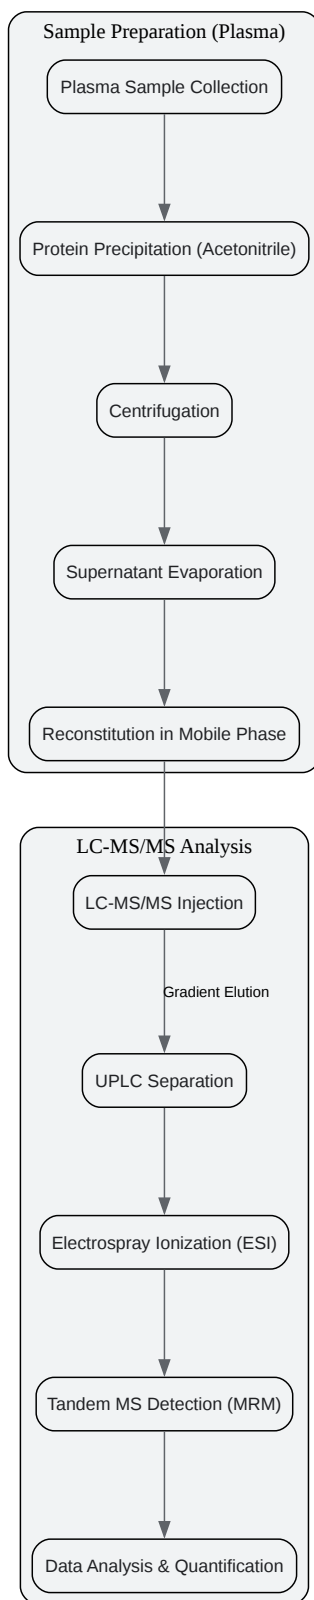 Sample Preparation (Plasma)
Plasma Sample Collection
Protein Precipitation (Acetonitrile)
Centrifugation
Supernatant Evaporation
Reconstitution in Mobile Phase
LC-MS/MS Analysis
LC-MS/MS Injection
Gradient Elution
UPLC Separation
Electrospray Ionization (ESI)
Tandem MS Detection (MRM)
Data Analysis & Quantification